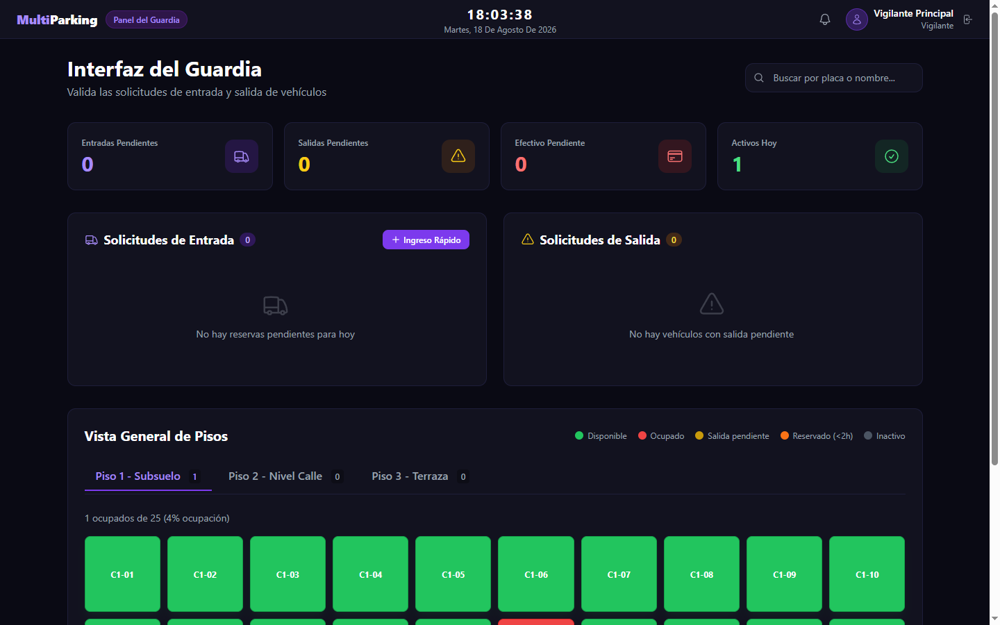 MultiParking
Panel del Guardia
18:03:38
Martes, 18 De Agosto De 2026
Vigilante Principal
Vigilante
Interfaz del Guardia
Valida las solicitudes de entrada y salida de vehículos
Buscar por placa o nombre...
Entradas Pendientes
0
Salidas Pendientes
0
Efectivo Pendiente
0
Activos Hoy
1
Solicitudes de Entrada 0
+ Ingreso Rápido
No hay reservas pendientes para hoy
Solicitudes de Salida 0
No hay vehículos con salida pendiente
Vista General de Pisos
Disponible
Ocupado
Salida pendiente
Reservado (<2h)
Inactivo
Piso 1 - Subsuelo 1
Piso 2 - Nivel Calle 0
Piso 3 - Terraza 0
1 ocupados de 25 (4% ocupación)
C1-01
C1-02
C1-03
C1-04
C1-05
C1-06
C1-07
C1-08
C1-09
C1-10